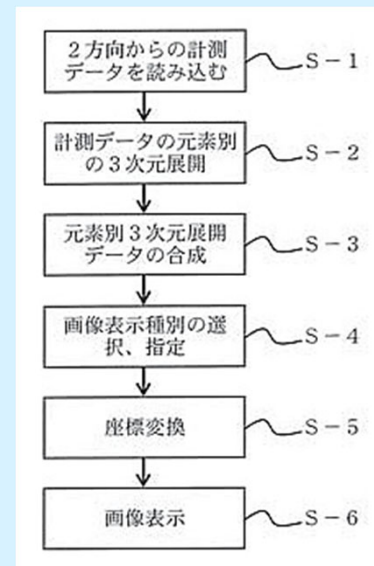 2方向からの計測
データを読み込む
S-1
計測データの元素別
の3次元展開
S-2
元素別3次元展開
データの合成
S-3
画像表示種別の選
択、指定
S-4
座標変換
S-5
画像表示
S-6